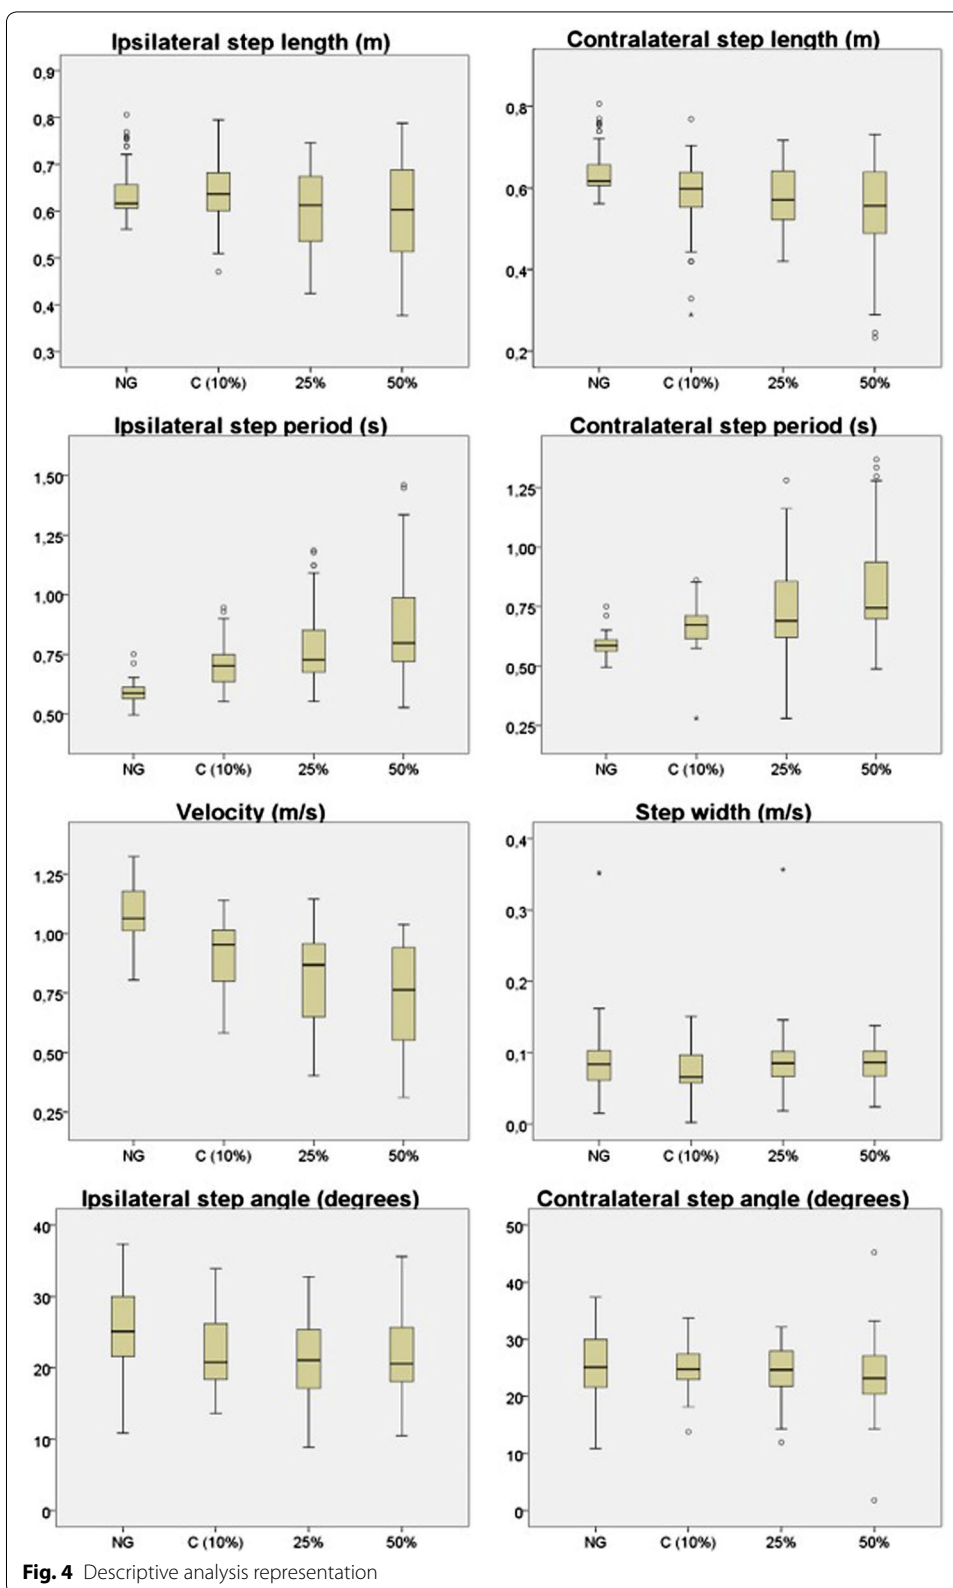 Ipsilateral step length (m)
0,9
0,8
0,7
0,6
0,5
0,4
0,3
NG C (10%) 25% 50%
Contralateral step length (m)
0,8
0,6
0,4
0,2
NG C (10%) 25% 50%
Ipsilateral step period (s)
1,50
1,25
1,00
0,75
0,50
NG C (10%) 25% 50%
Contralateral step period (s)
1,25
1,00
0,75
0,50
0,25
NG C (10%) 25% 50%
Velocity (m/s)
1,25
1,00
0,75
0,50
0,25
NG C (10%) 25% 50%
Step width (m/s)
0,4
0,3
0,2
0,1
0,0
NG C (10%) 25% 50%
Ipsilateral step angle (degrees)
40
30
20
10
0
NG C (10%) 25% 50%
Contralateral step angle (degrees)
50
40
30
20
10
0
NG C (10%) 25% 50%
Fig. 4 Descriptive analysis representation